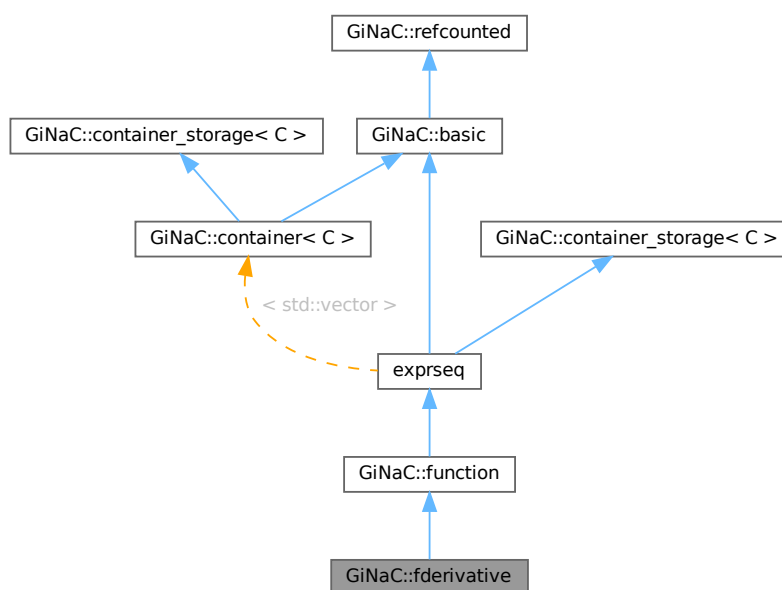 GiNaC::refcounted
GiNaC::container_storage< C >
GiNaC::basic
GiNaC::container< C >
GiNaC::container_storage< C >
< std::vector >
exprseq
GiNaC::function
GiNaC::fderivative